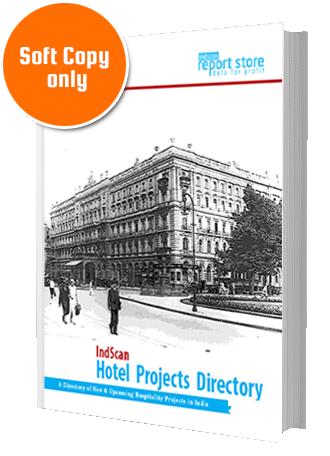 Soft Copy
only
indscan
report store
data for profit
IndScan
Hotel Projects Directory
A Directory of New & Upcoming Hospitality Projects in India